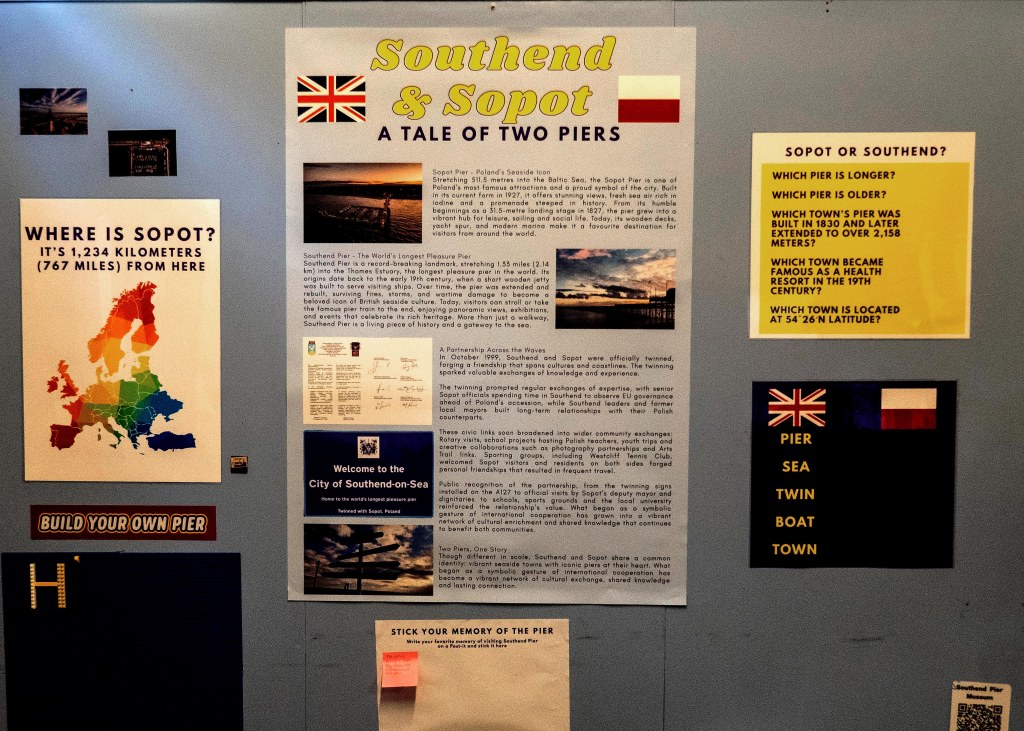 Southend
& Sopot
A TALE OF TWO PIERS
Sopot Pier - Poland's Seaside Icon
Stretching 511.5 metres into the Baltic Sea, the Sopot Pier is one of
Poland's most famous attractions and a proud symbol of the city. Built
in its current form in 1927, it offers stunning views, fresh sea air rich in
iodine and a promenade steeped in history. From its humble
beginnings as a 31.5-metre landing stage in 1827, the pier grew into a
vibrant hub for leisure, sailing and social life. Today, its wooden decks,
yacht spur, and modern marina make it a favourite destination for
visitors from around the world.
Southend Pier - The World's Longest Pleasure Pier
Southend Pier is a record-breaking landmark, stretching 1.33 miles (2.14
km) into the Thames Estuary, the longest pleasure pier in the world. Its
origins date back to the early 19th century, when a short wooden jetty
was built to serve visiting ships. Over time, the pier was extended and
rebuilt, surviving fires, storms, and wartime damage to become a
beloved icon of British seaside culture. Today, visitors can stroll or take
the famous pier train to the end, enjoying panoramic views, exhibitions,
and events that celebrate its rich heritage. More than just a walkway,
Southend Pier is a living piece of history and a gateway to the sea.
A Partnership Across the Waves
In October 1999, Southend and Sopot were officially twinned,
forging a friendship that spans cultures and coastlines. The twinning
sparked valuable exchanges of knowledge and experience.
The twinning prompted regular exchanges of expertise, with senior
Sopot officials spending time in Southend to observe EU governance
ahead of Poland's accession, while Southend leaders and former
local mayors built long-term relationships with their Polish
counterparts.
These civic links soon broadened into wider community exchanges:
Rotary visits, school projects hosting Polish teachers, youth trips and
creative collaborations such as photography partnerships and Arts
Trail links. Sporting groups, including Westcliff Tennis Club,
welcomed Sopot visitors and residents on both sides forged
personal friendships that resulted in frequent travel.
Public recognition of the partnership, from the twinning signs
installed on the A127 to official visits by Sopot's deputy mayor and
dignitaries to schools, sports grounds and the local university
reinforced the relationship's value. What began as a symbolic
gesture of international cooperation has grown into a vibrant
network of cultural enrichment and shared knowledge that continues
to benefit both communities.
Two Piers, One Story
Though different in scale, Southend and Sopot share a common
identity: vibrant seaside towns with iconic piers at their heart. What
began as a symbolic gesture of international cooperation has
become a vibrant network of cultural exchange, shared knowledge
and lasting connection.
Welcome to the
City of Southend-on-Sea
Home to the world's longest pleasure pier
Twinned with Sopot, Poland
WHERE IS SOPOT?
IT'S 1,234 KILOMETERS
(767 MILES) FROM HERE
BUILD YOUR OWN PIER
H
STICK YOUR MEMORY OF THE PIER
Write your favorite memory of visiting Southend Pier
on a Post-it and stick it here
SOPOT OR SOUTHEND?
WHICH PIER IS LONGER?
WHICH PIER IS OLDER?
WHICH TOWN'S PIER WAS
BUILT IN 1830 AND LATER
EXTENDED TO OVER 2,158
METERS?
WHICH TOWN BECAME
FAMOUS AS A HEALTH
RESORT IN THE 19TH
CENTURY?
WHICH TOWN IS LOCATED
AT 54°26'N LATITUDE?
PIER
SEA
TWIN
BOAT
TOWN
Southend Pier
Museum